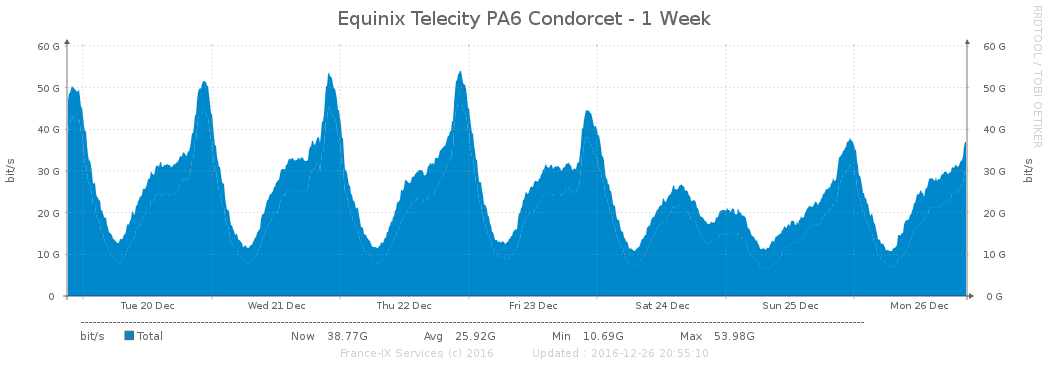 Equinix Telecity PA6 Condorcet - 1 Week
RRDTOOL / TOBI OETIKER
60 G 60 G
50 G 50 G
40 G 40 G
30 G 30 G
20 G 20 G
10 G 10 G
0 0 G
bit/s bit/s
Tue 20 Dec Wed 21 Dec Thu 22 Dec Fri 23 Dec Sat 24 Dec Sun 25 Dec Mon 26 Dec
bit/s Total Now 38.77G Avg 25.92G Min 10.69G Max 53.98G
France-IX Services (c) 2016 Updated : 2016-12-26 20:55:10